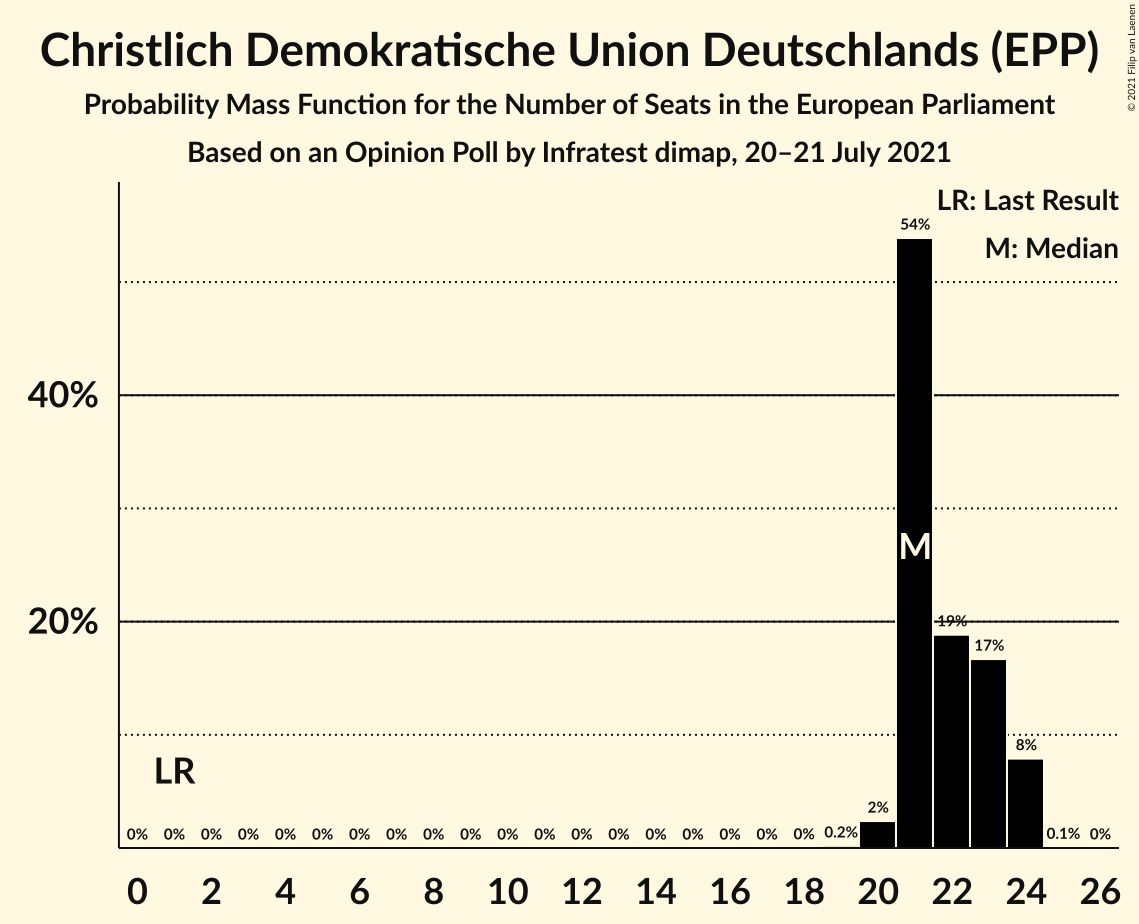 Christlich Demokratische Union Deutschlands (EPP)
Probability Mass Function for the Number of Seats in the European Parliament
Based on an Opinion Poll by Infratest dimap, 20–21 July 2021
© 2021 Filip van Laenen
LR: Last Result
M: Median
54%
40%
M
20%
19%
17%
8%
LR
2%
0% 0% 0% 0% 0% 0% 0% 0% 0% 0% 0% 0% 0% 0% 0% 0% 0% 0% 0% 0.2% 0.1% 0%
0 2 4 6 8 10 12 14 16 18 20 22 24 26